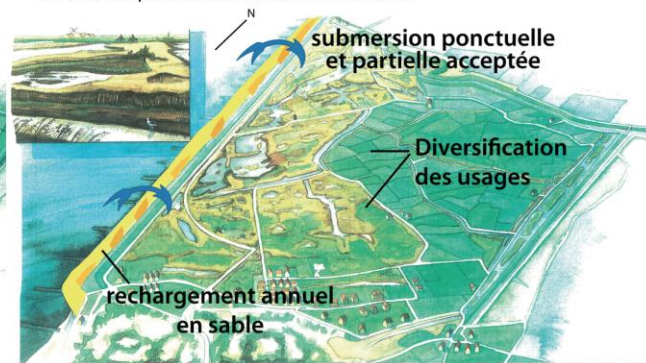 N
submersion ponctuelle
et partielle acceptée
Diversification
des usages
rechargement annuel
en sable